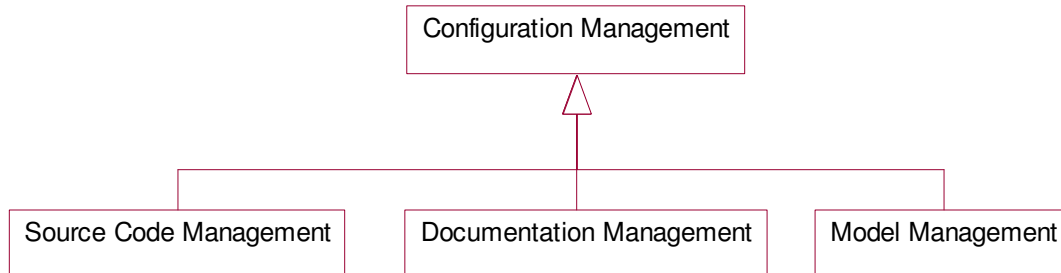 Configuration Management
Source Code Management
Documentation Management
Model Management